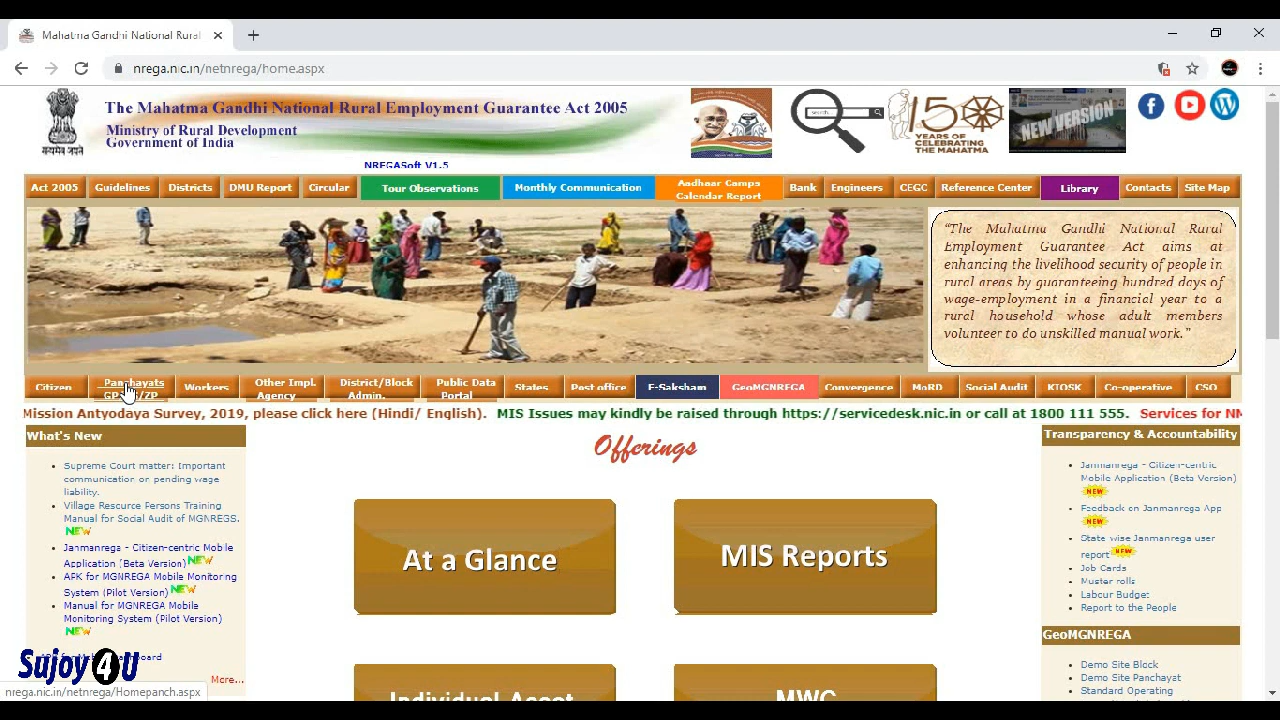 Mahatma Gandhi National Rural
nrega.nic.in/netnrega/home.aspx
The Mahatma Gandhi National Rural Employment Guarantee Act 2005
Ministry of Rural Development
Government of India
सत्यमेव जयते
NREGASoft V1.5
search
150
YEARS OF
CELEBRATING
THE MAHATMA
NEW VERSION
Act 2005
Guidelines
Districts
DMU Report
Circular
Tour Observations
Monthly Communication
Aadhaar Camps
Calendar Report
Bank
Engineers
CEGC
Reference Center
Library
Contacts
Site Map
"The Mahatma Gandhi National Rural
Employment Guarantee Act aims at
enhancing the livelihood security of people in
rural areas by guaranteeing hundred days of
wage-employment in a financial year to a
rural household whose adult members
volunteer to do unskilled manual work."
Citizen
Panchayats
/ZP
Workers
Other Impl.
Agency
District/Block
Admin.
Public Data
Portal
States
Post office
E-Saksham
GeoMGNREGA
Convergence
MoRD
Social Audit
KIOSK
Co-operative
CSO
Mission Antyodaya Survey, 2019, please click here (Hindi/ English). MIS Issues may kindly be raised through https://servicedesk.nic.in or call at 1800 111 555. Services for NM
What's New
Supreme Court matter: Important
communication on pending wage
liability.
Village Resource Persons Training
Manual for Social Audit of MGNREGS.
NEW
Janmanrega - Citizen-centric Mobile
Application (Beta Version) NEW
APK for MGNREGA Mobile Monitoring
System (Pilot Version) NEW
Manual for MGNREGA Mobile
Monitoring System (Pilot Version)
NEW
More...
Sujoy4U
nrega.nic.in/netnrega/Homepanch.aspx
Offerings
At a Glance
MIS Reports
Individual Asset
MWC
Transparency & Accountability
Janmanrega - Citizen-centric
Mobile Application (Beta Version)
NEW
Feedback on Janmanrega App
NEW
State wise Janmanrega user
report NEW
Job Cards
Muster rolls
Labour Budget
Report to the People
GeoMGNREGA
Demo Site Block
Demo Site Panchayat
Standard Operating